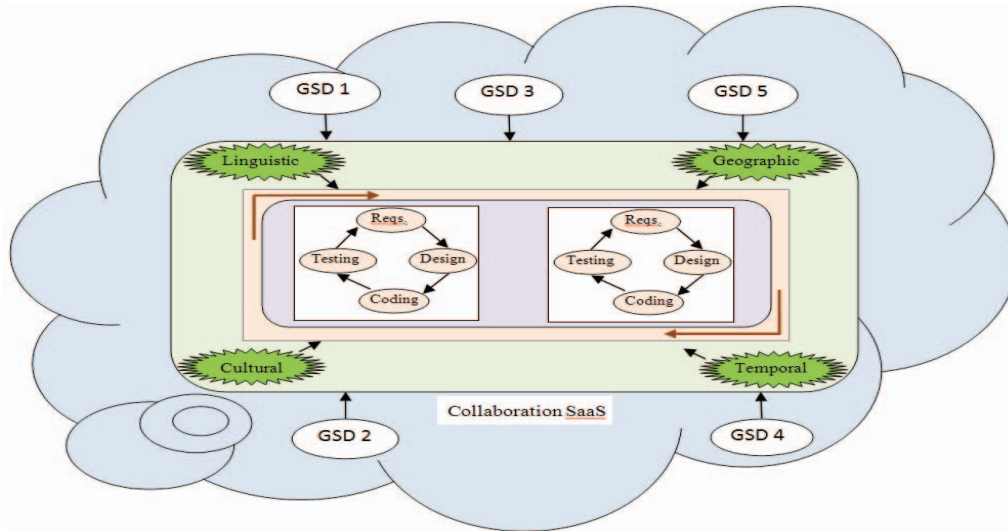 GSD 1
GSD 3
GSD 5
Linguistic
Geographic
Reqs.
Testing
Design
Coding
Reqs.
Testing
Design
Coding
Cultural
Temporal
Collaboration SaaS
GSD 2
GSD 4